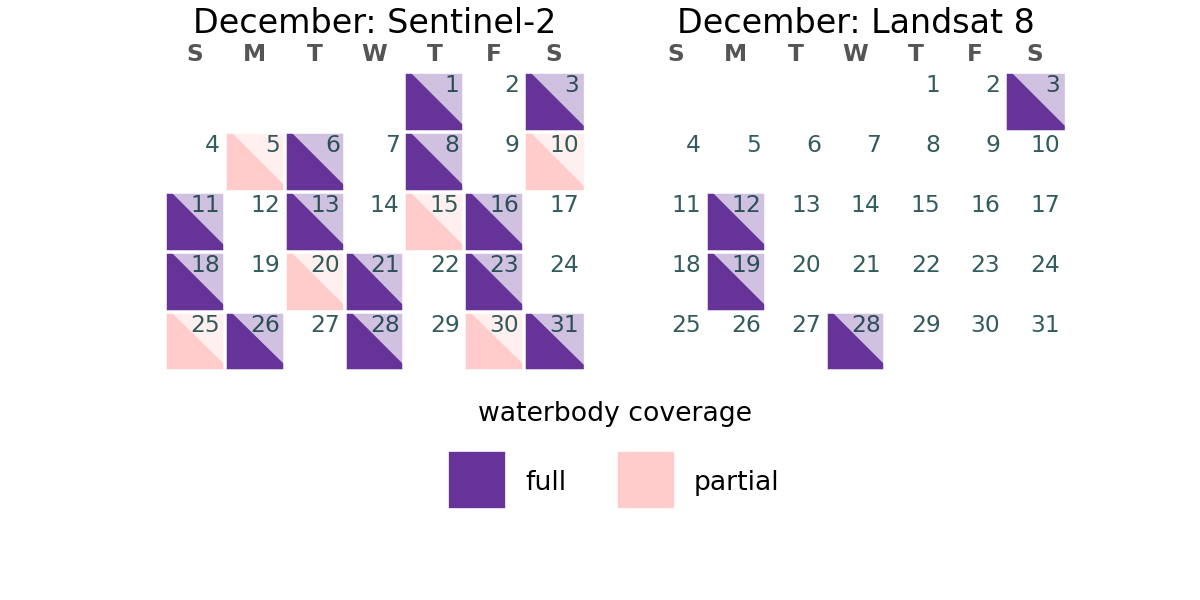 December: Sentinel-2
S M T W T F S
1 2 3
4 5 6 7 8 9 10
11 12 13 14 15 16 17
18 19 20 21 22 23 24
25 26 27 28 29 30 31
December: Landsat 8
S M T W T F S
1 2 3
4 5 6 7 8 9 10
11 12 13 14 15 16 17
18 19 20 21 22 23 24
25 26 27 28 29 30 31
waterbody coverage
full partial